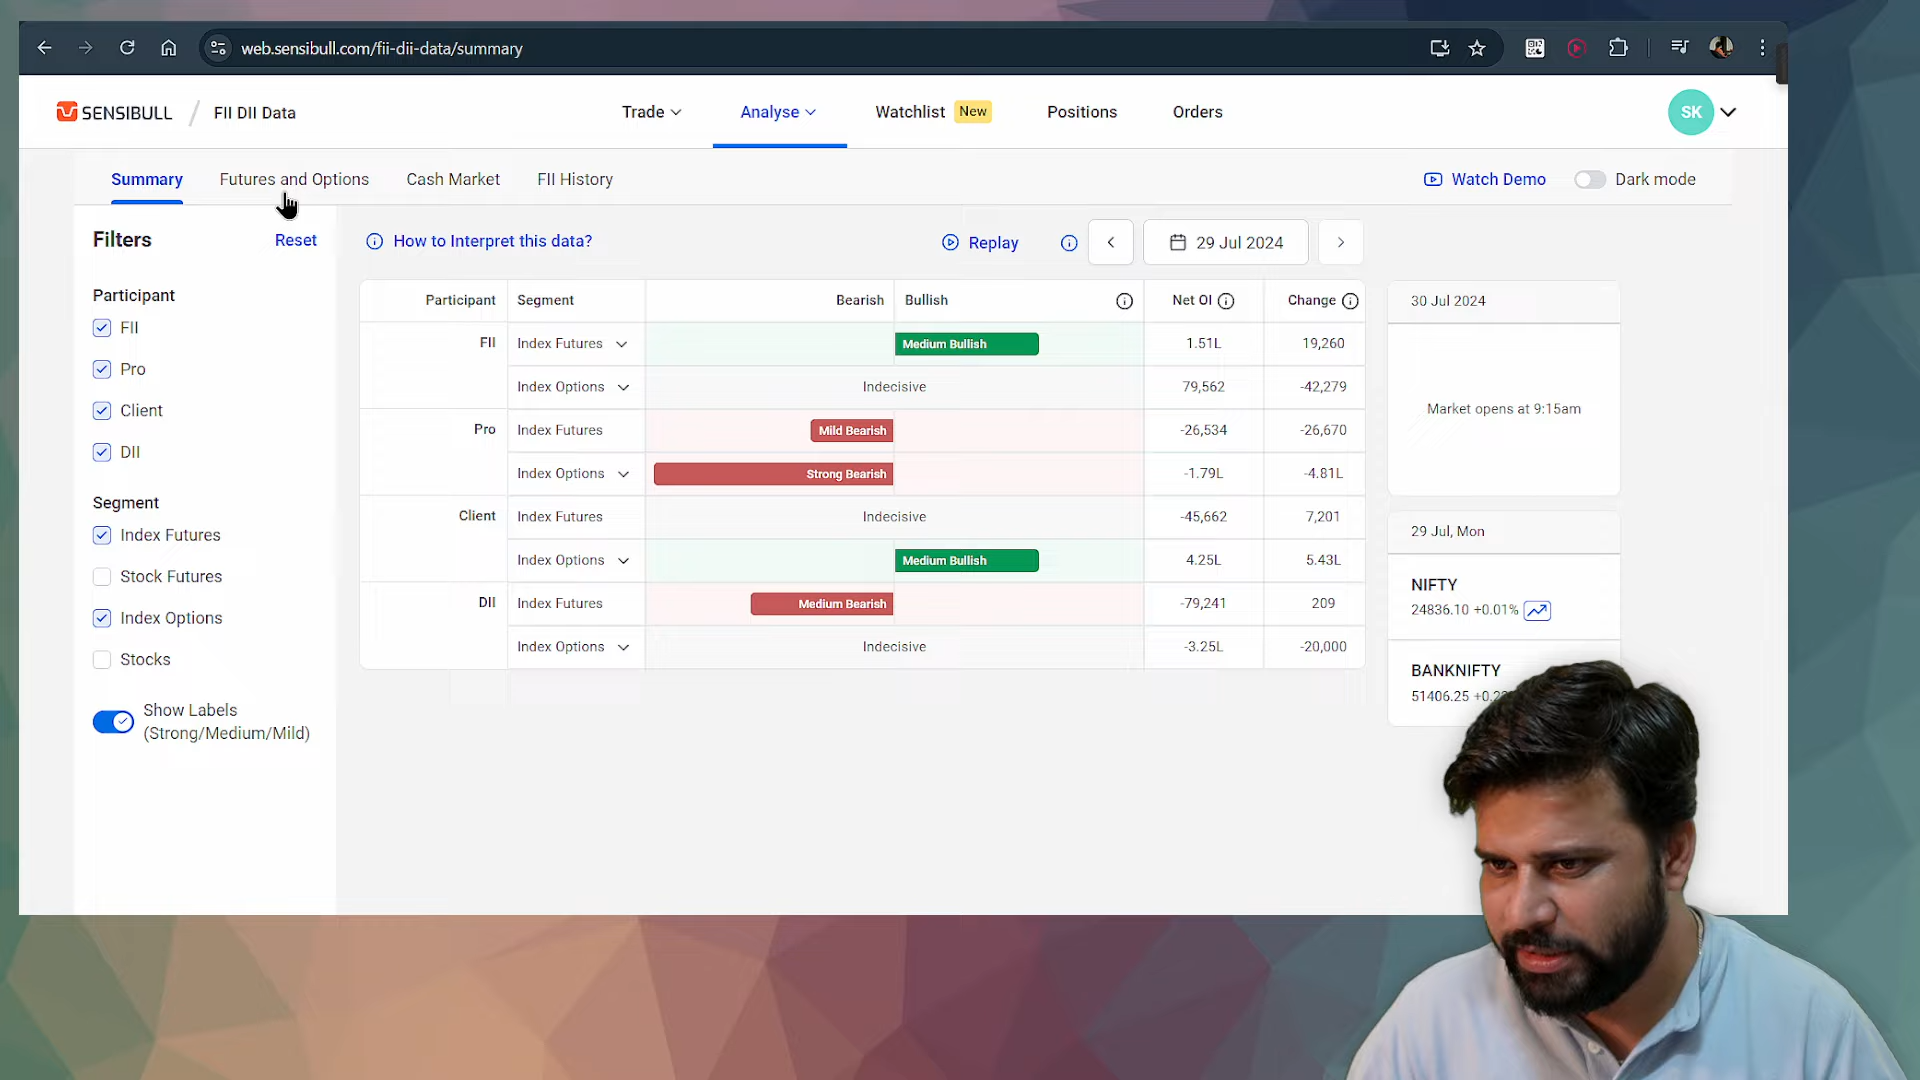 web.sensibull.com/fii-dii-data/summary
SENSIBULL / FII DII Data
Trade
Analyse
Watchlist New
Positions
Orders
SK
Summary
Futures and Options
Cash Market
FII History
Watch Demo
Dark mode
Filters
Reset
How to Interpret this data?
Replay
29 Jul 2024
Participant
FII
Pro
Client
DII
Segment
Index Futures
Stock Futures
Index Options
Stocks
Show Labels
(Strong/Medium/Mild)
Participant Segment Bearish Bullish Net OI Change
FII Index Futures Medium Bullish 1.51L 19,260
Index Options Indecisive 79,562 -42,279
Pro Index Futures Mild Bearish -26,534 -26,670
Index Options Strong Bearish -1.79L -4.81L
Client Index Futures Indecisive -45,662 7,201
Index Options Medium Bullish 4.25L 5.43L
DII Index Futures Medium Bearish -79,241 209
Index Options Indecisive -3.25L -20,000
30 Jul 2024
Market opens at 9:15am
29 Jul, Mon
NIFTY
24836.10 +0.01%
BANKNIFTY
51406.25